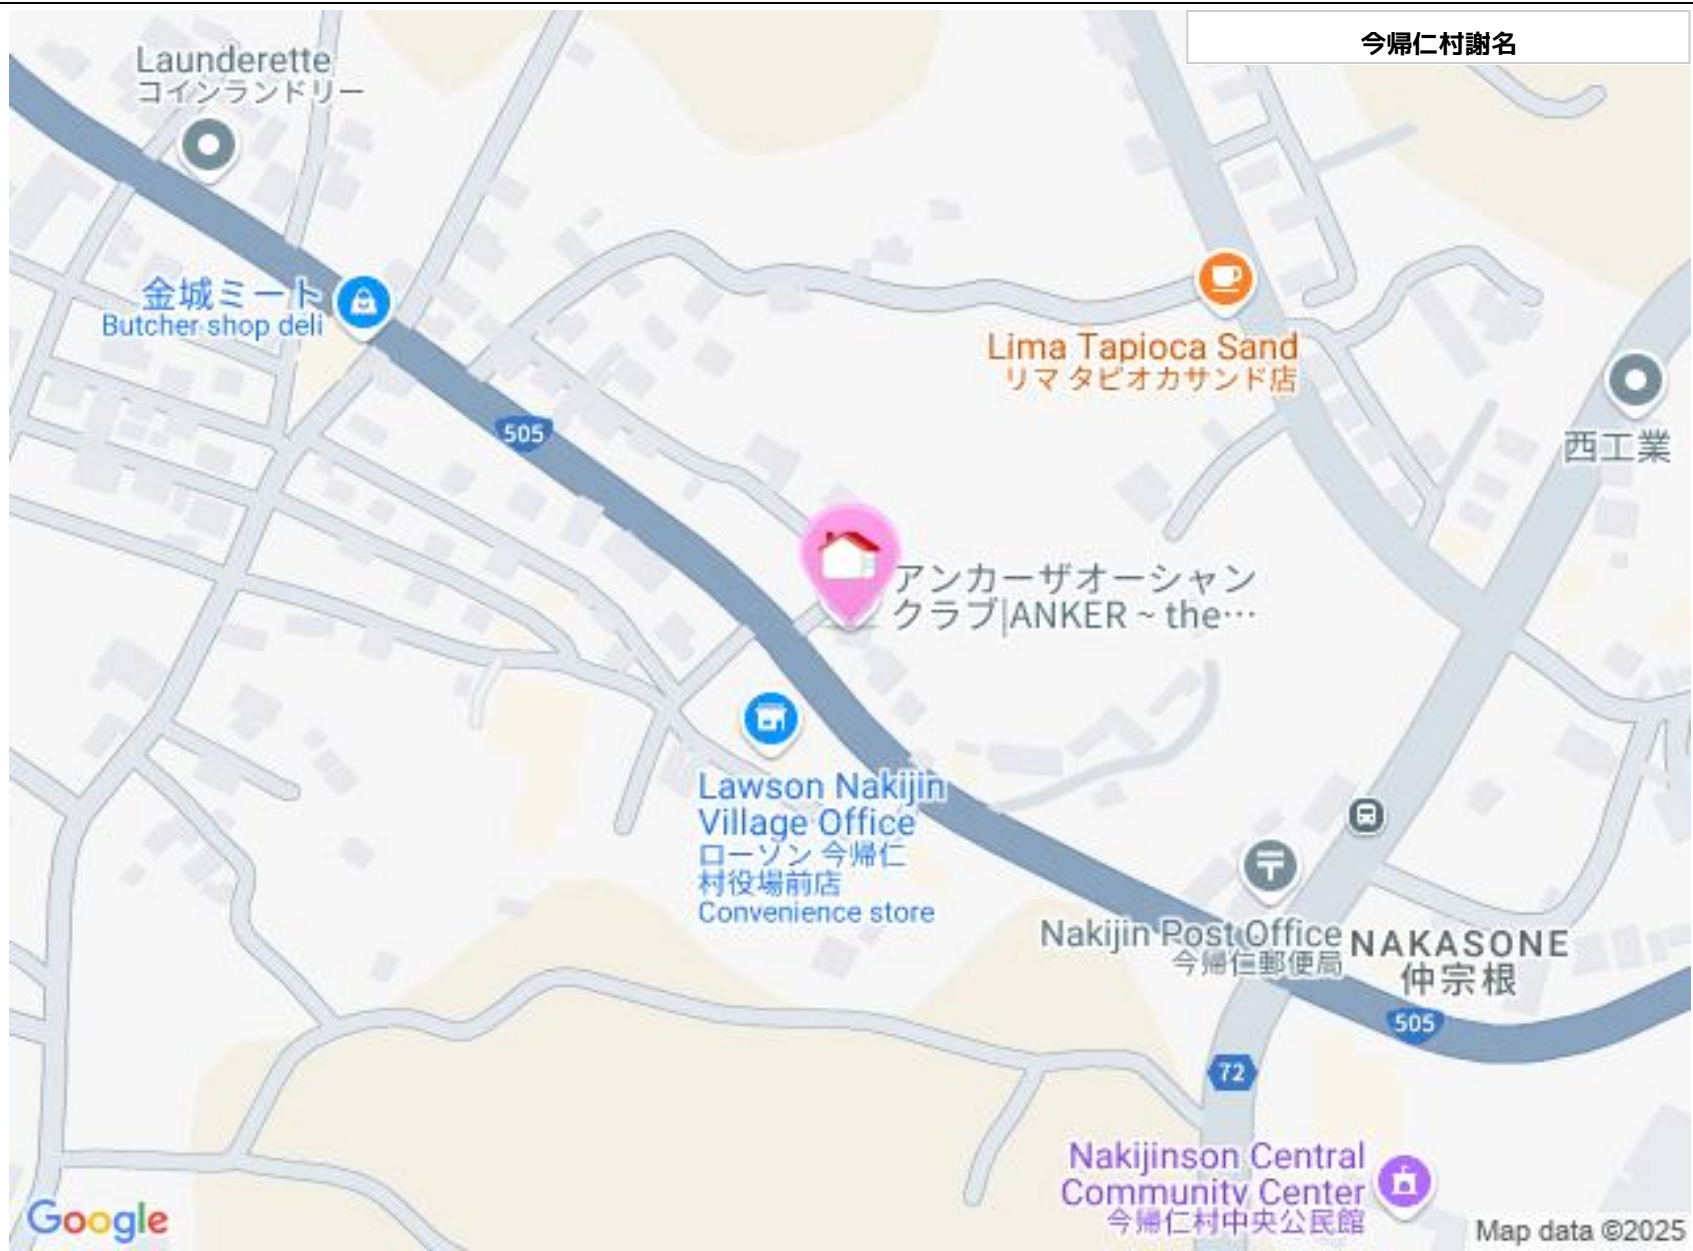 今帰仁村謝名
Launderette
コインランドリー
金城ミート
Butcher shop deli
Lima Tapioca Sand
リマ タピオカサンド店
505
西工業
アンカーザオーシャン
クラブ|ANKER ~ the…
Lawson Nakijin
Village Office
ローソン 今帰仁
村役場前店
Convenience store
Nakijin Post Office
今帰仁郵便局
NAKASONE
仲宗根
505
72
Nakijinson Central
Community Center
今帰仁村中央公民館
Google
Map data ©2025